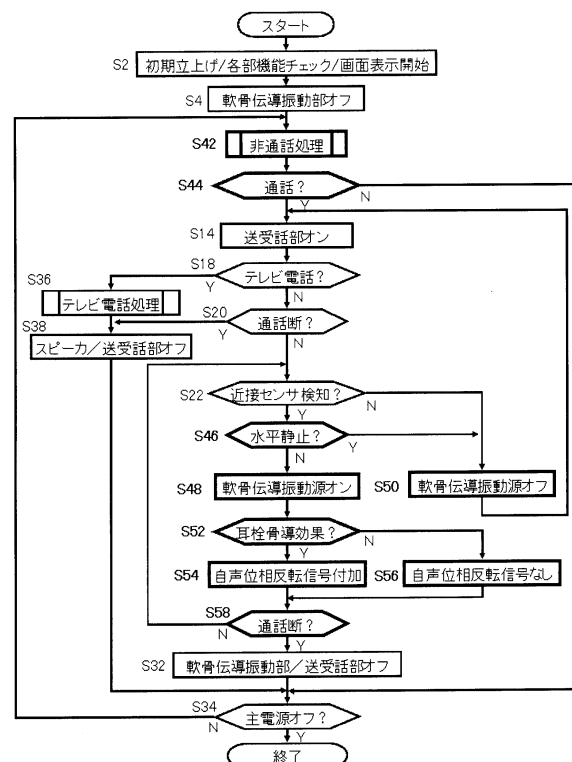 スタート
S2 初期立上げ/各部機能チェック/画面表示開始
S4 軟骨伝導振動部オフ
S42 非通話処理
S44 通話?
N
Y
S14 送受話部オン
S18 テレビ電話?
Y
N
S36 テレビ電話処理
S20 通話断?
Y
N
S38 スピーカ/送受話部オフ
S22 近接センサ検知?
N
Y
S46 水平静止?
Y
N
S48 軟骨伝導振動源オン
S50 軟骨伝導振動源オフ
S52 耳栓骨導効果?
N
Y
S54 自声位相反転信号付加
S56 自声位相反転信号なし
S58 通話断?
N
Y
S32 軟骨伝導振動部/送受話部オフ
S34 主電源オフ?
N
Y
終了